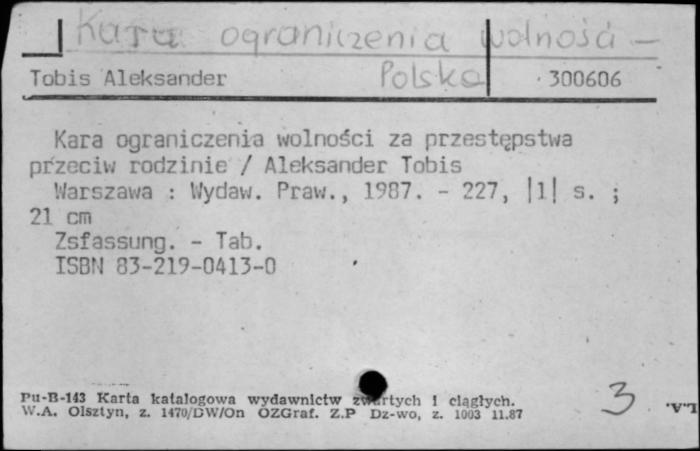 Kara ograniczenia wolności –
Polska
Tobis Aleksander 300606
Kara ograniczenia wolności za przestępstwa
przeciw rodzinie / Aleksander Tobis
Warszawa : Wydaw. Praw., 1987. - 227, |1| s. ;
21 cm
Zsfassung. - Tab.
ISBN 83-219-0413-0
Pu-B-143 Karta katalogowa wydawnictw zwartych i ciągłych.
W.A. Olsztyn, z. 1470/DW/On OZGraf. Z.P Dz-wo, z. 1003 11.87
3